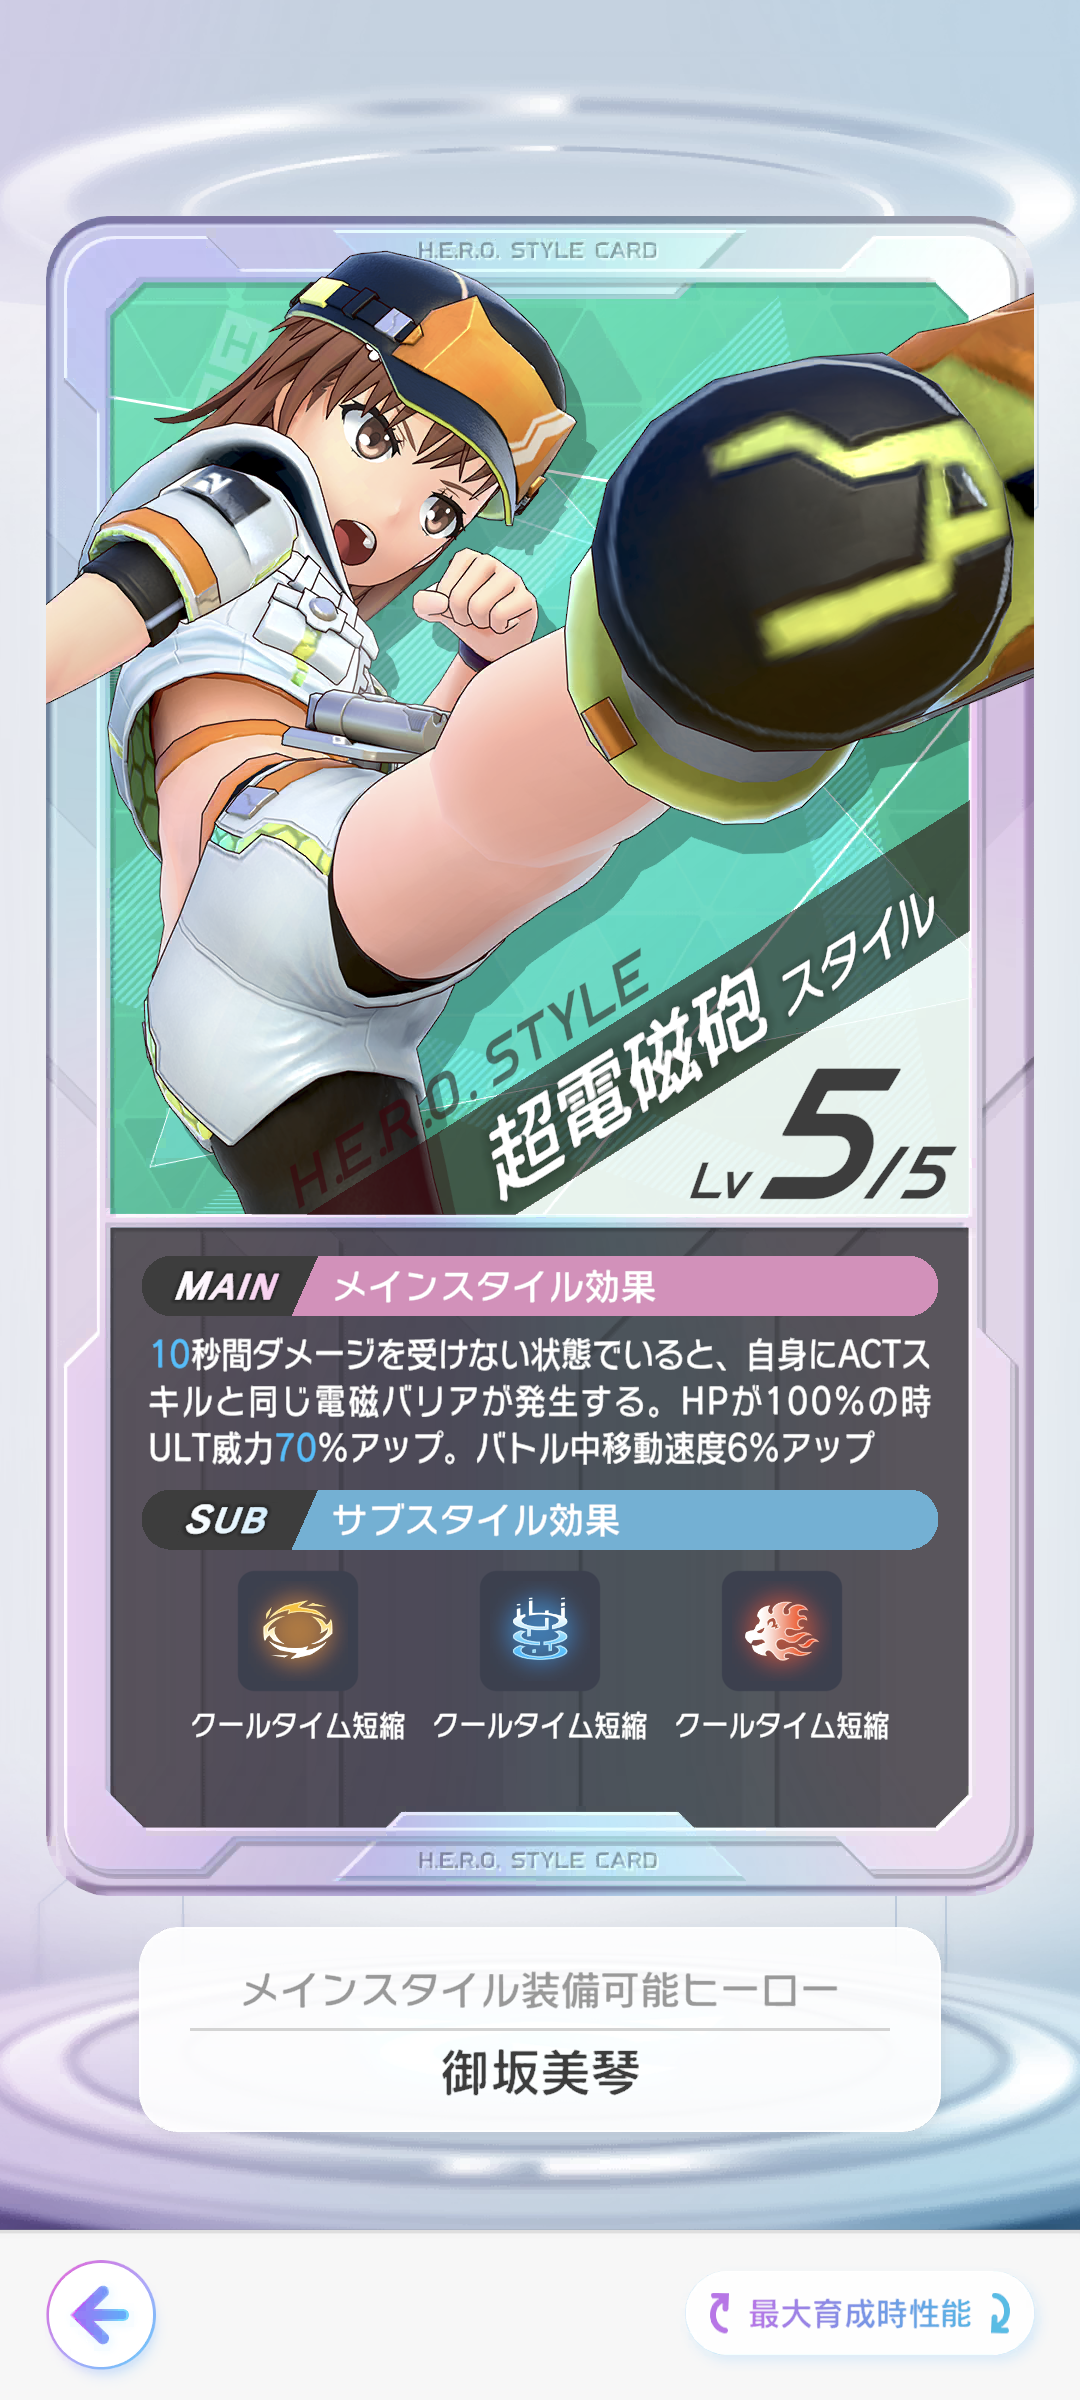 H.E.R.O. STYLE CARD
H.E.R.O. STYLE
超電磁砲 スタイル
Lv 5/5
MAIN メインスタイル効果
10秒間ダメージを受けない状態でいると、自身にACTス
キルと同じ電磁バリアが発生する。HPが100%の時
ULT威力70%アップ。バトル中移動速度6%アップ
SUB サブスタイル効果
クールタイム短縮 クールタイム短縮 クールタイム短縮
H.E.R.O. STYLE CARD
メインスタイル装備可能ヒーロー
御坂美琴
最大育成時性能